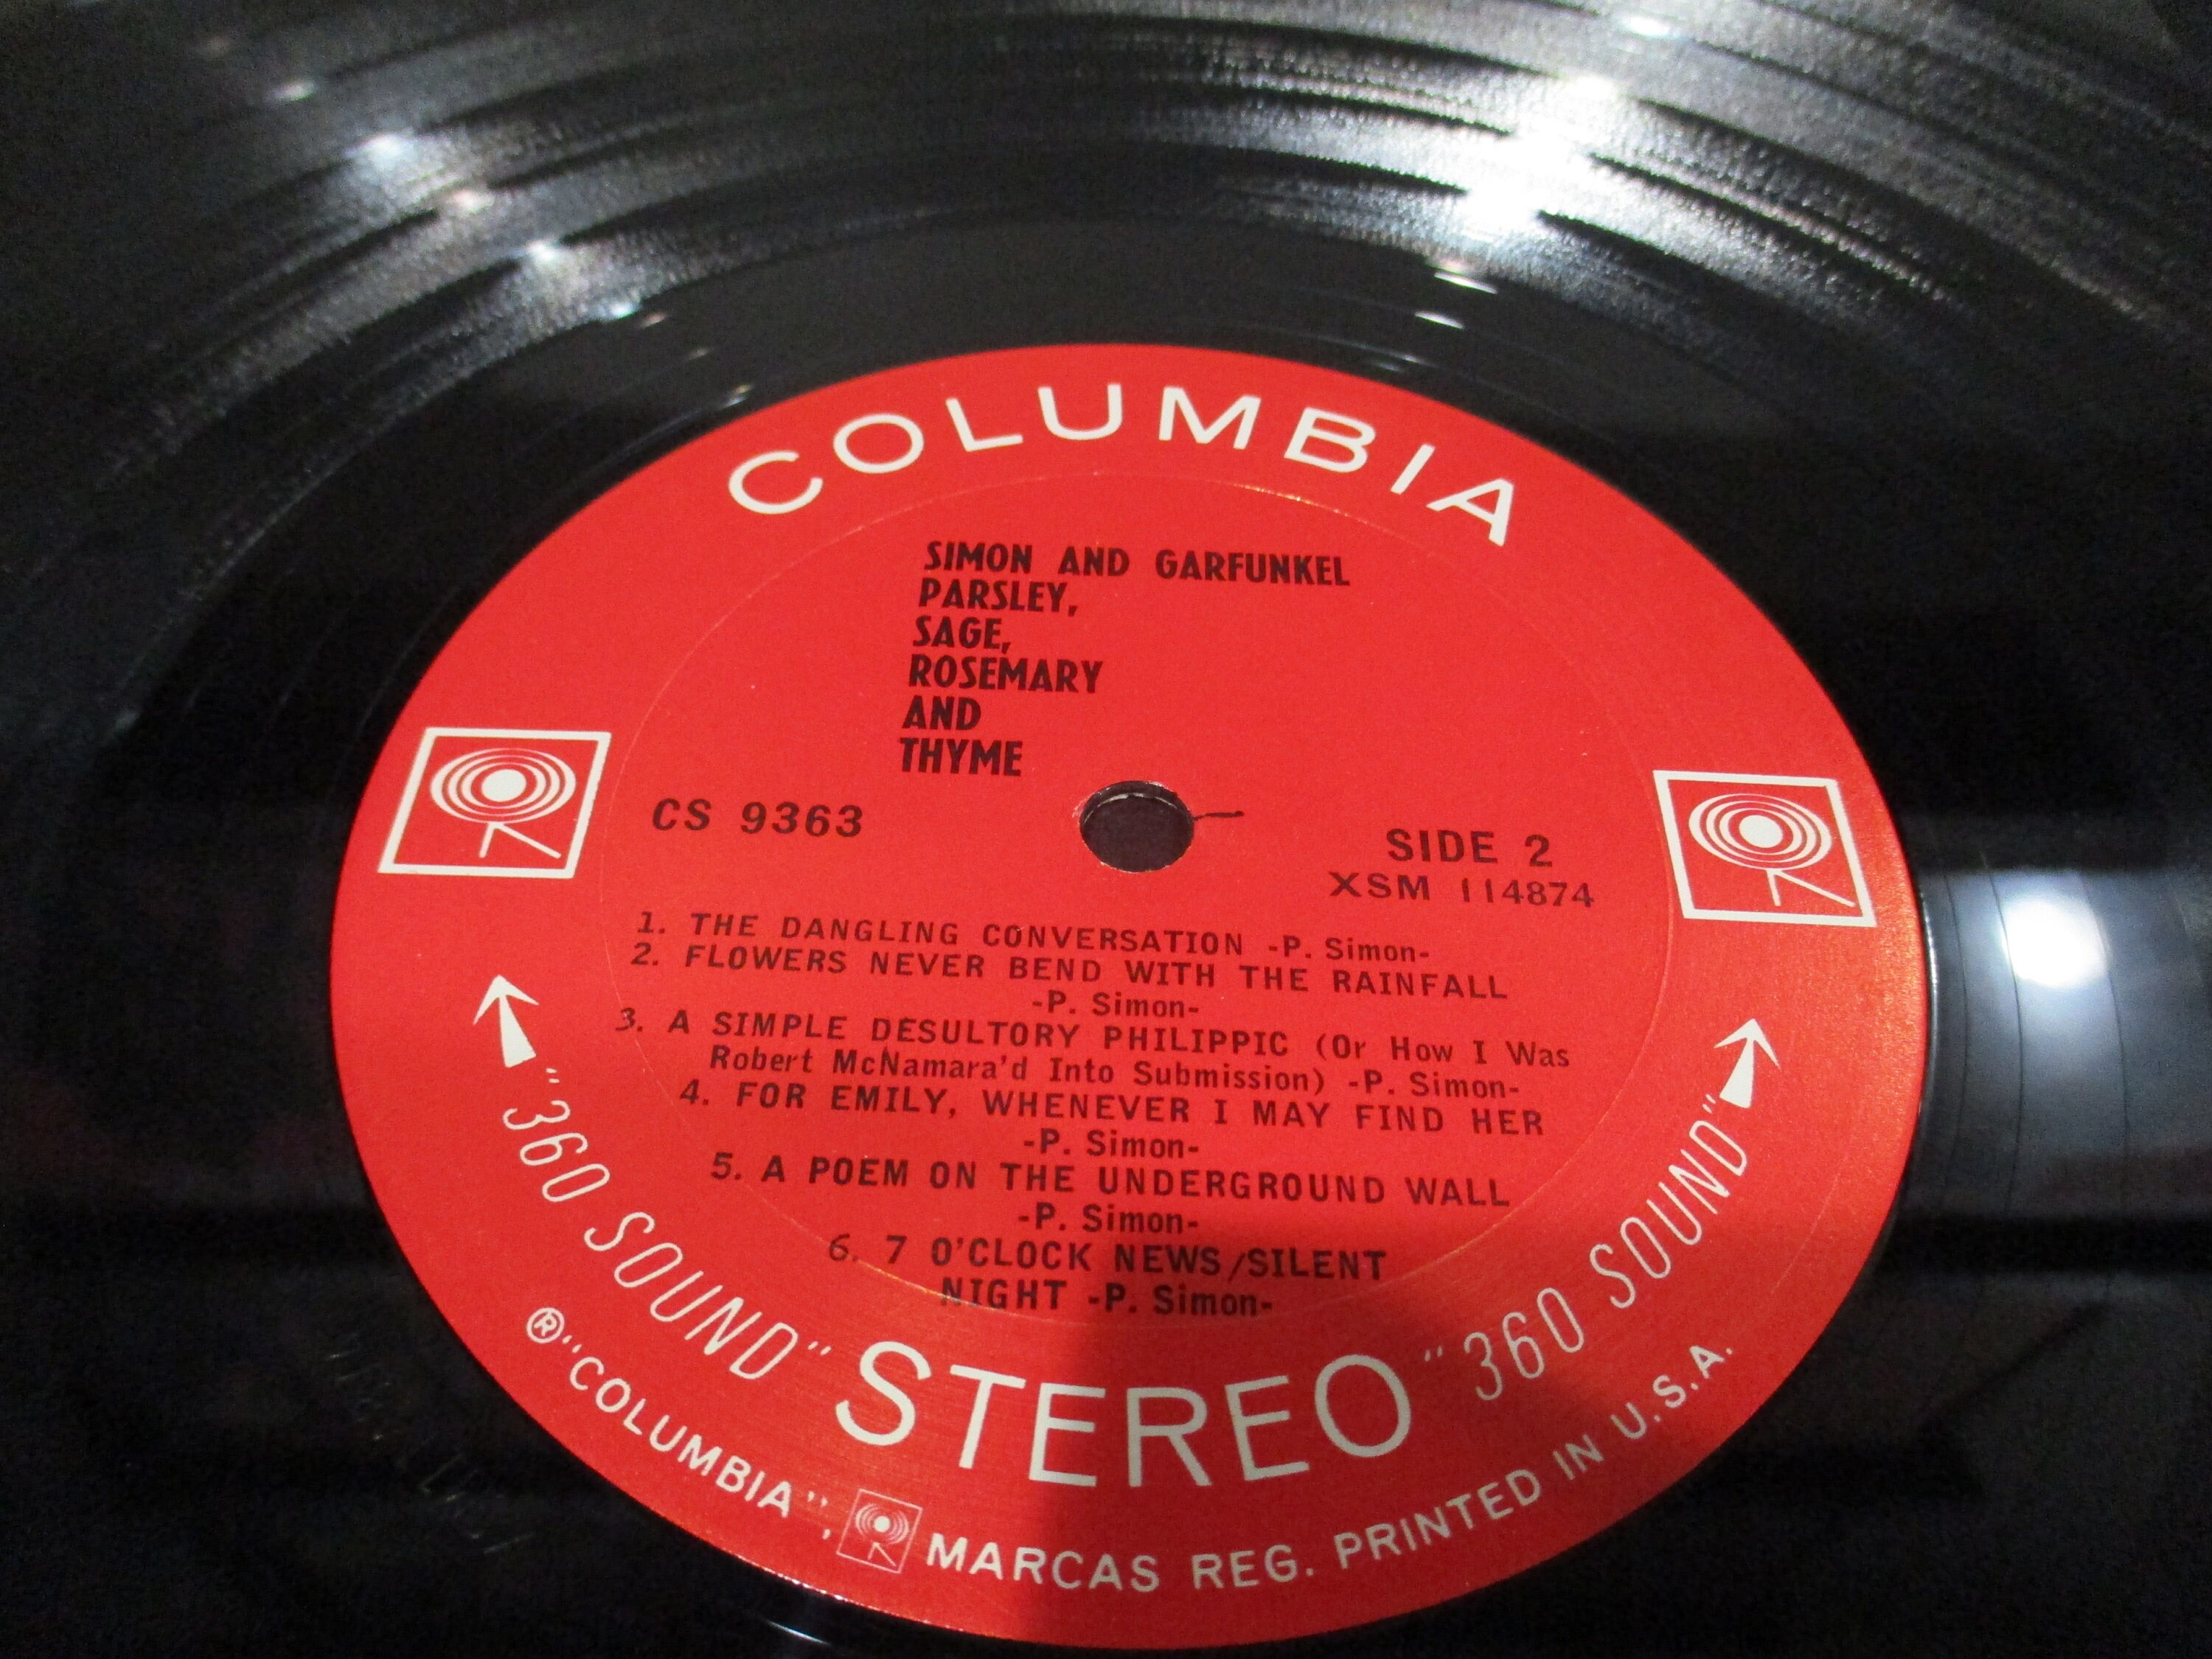 COLUMBIA
SIMON AND GARFUNKEL
PARSLEY,
SAGE,
ROSEMARY
AND
THYME
CS 9363
SIDE 2
XSM 114874
1. THE DANGLING CONVERSATION -P. Simon-
2. FLOWERS NEVER BEND WITH THE RAINFALL
-P. Simon-
3. A SIMPLE DESULTORY PHILIPPIC (Or How I Was
Robert McNamara'd Into Submission) -P. Simon-
4. FOR EMILY, WHENEVER I MAY FIND HER
-P. Simon-
5. A POEM ON THE UNDERGROUND WALL
-P. Simon-
6. 7 O'CLOCK NEWS/SILENT
NIGHT -P. Simon-
"360 SOUND" STEREO "360 SOUND"
® "COLUMBIA", MARCAS REG. PRINTED IN U.S.A.